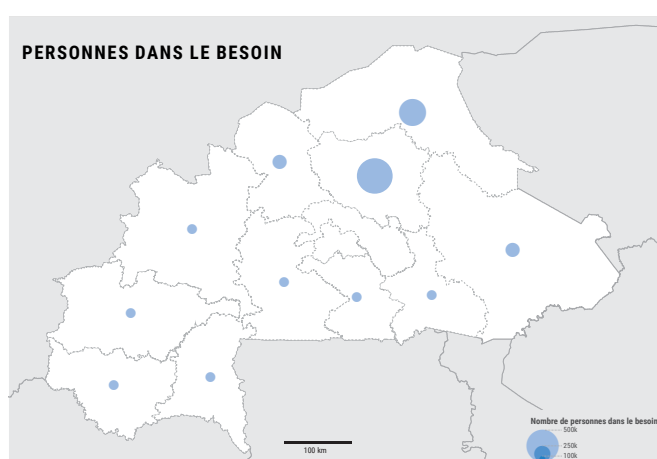 PERSONNES DANS LE BESOIN
100 km
Nombre de personnes dans le besoin
500k
250k
100k